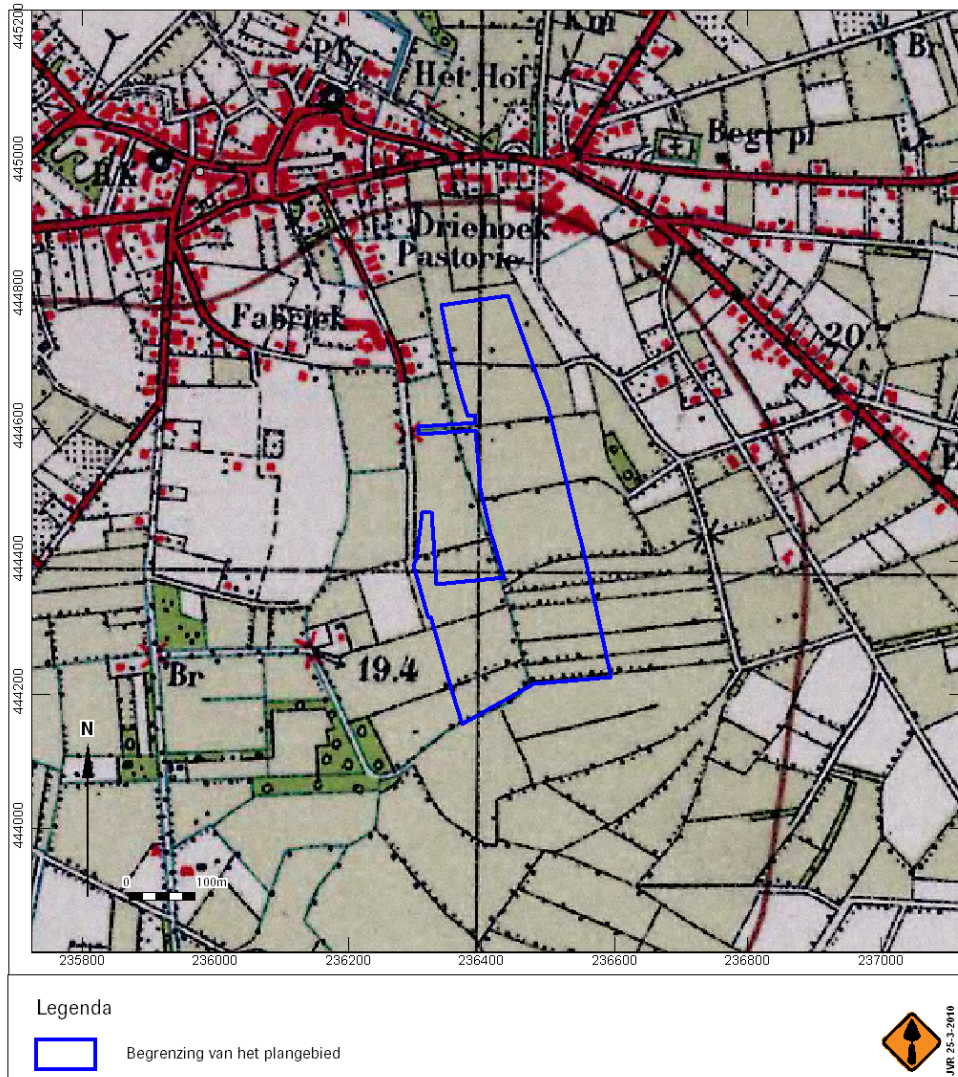 445200
445000
444800
444600
444400
444200
444000
P.K
Km
Br
Het Hof
Begr pl
R.K
Driehoek
Pastorie
Fabriek
20
E
19.4
Br
N
0 100m
235800 236000 236200 236400 236600 236800 237000
Legenda
Begrenzing van het plangebied
JVR 25-3-2010